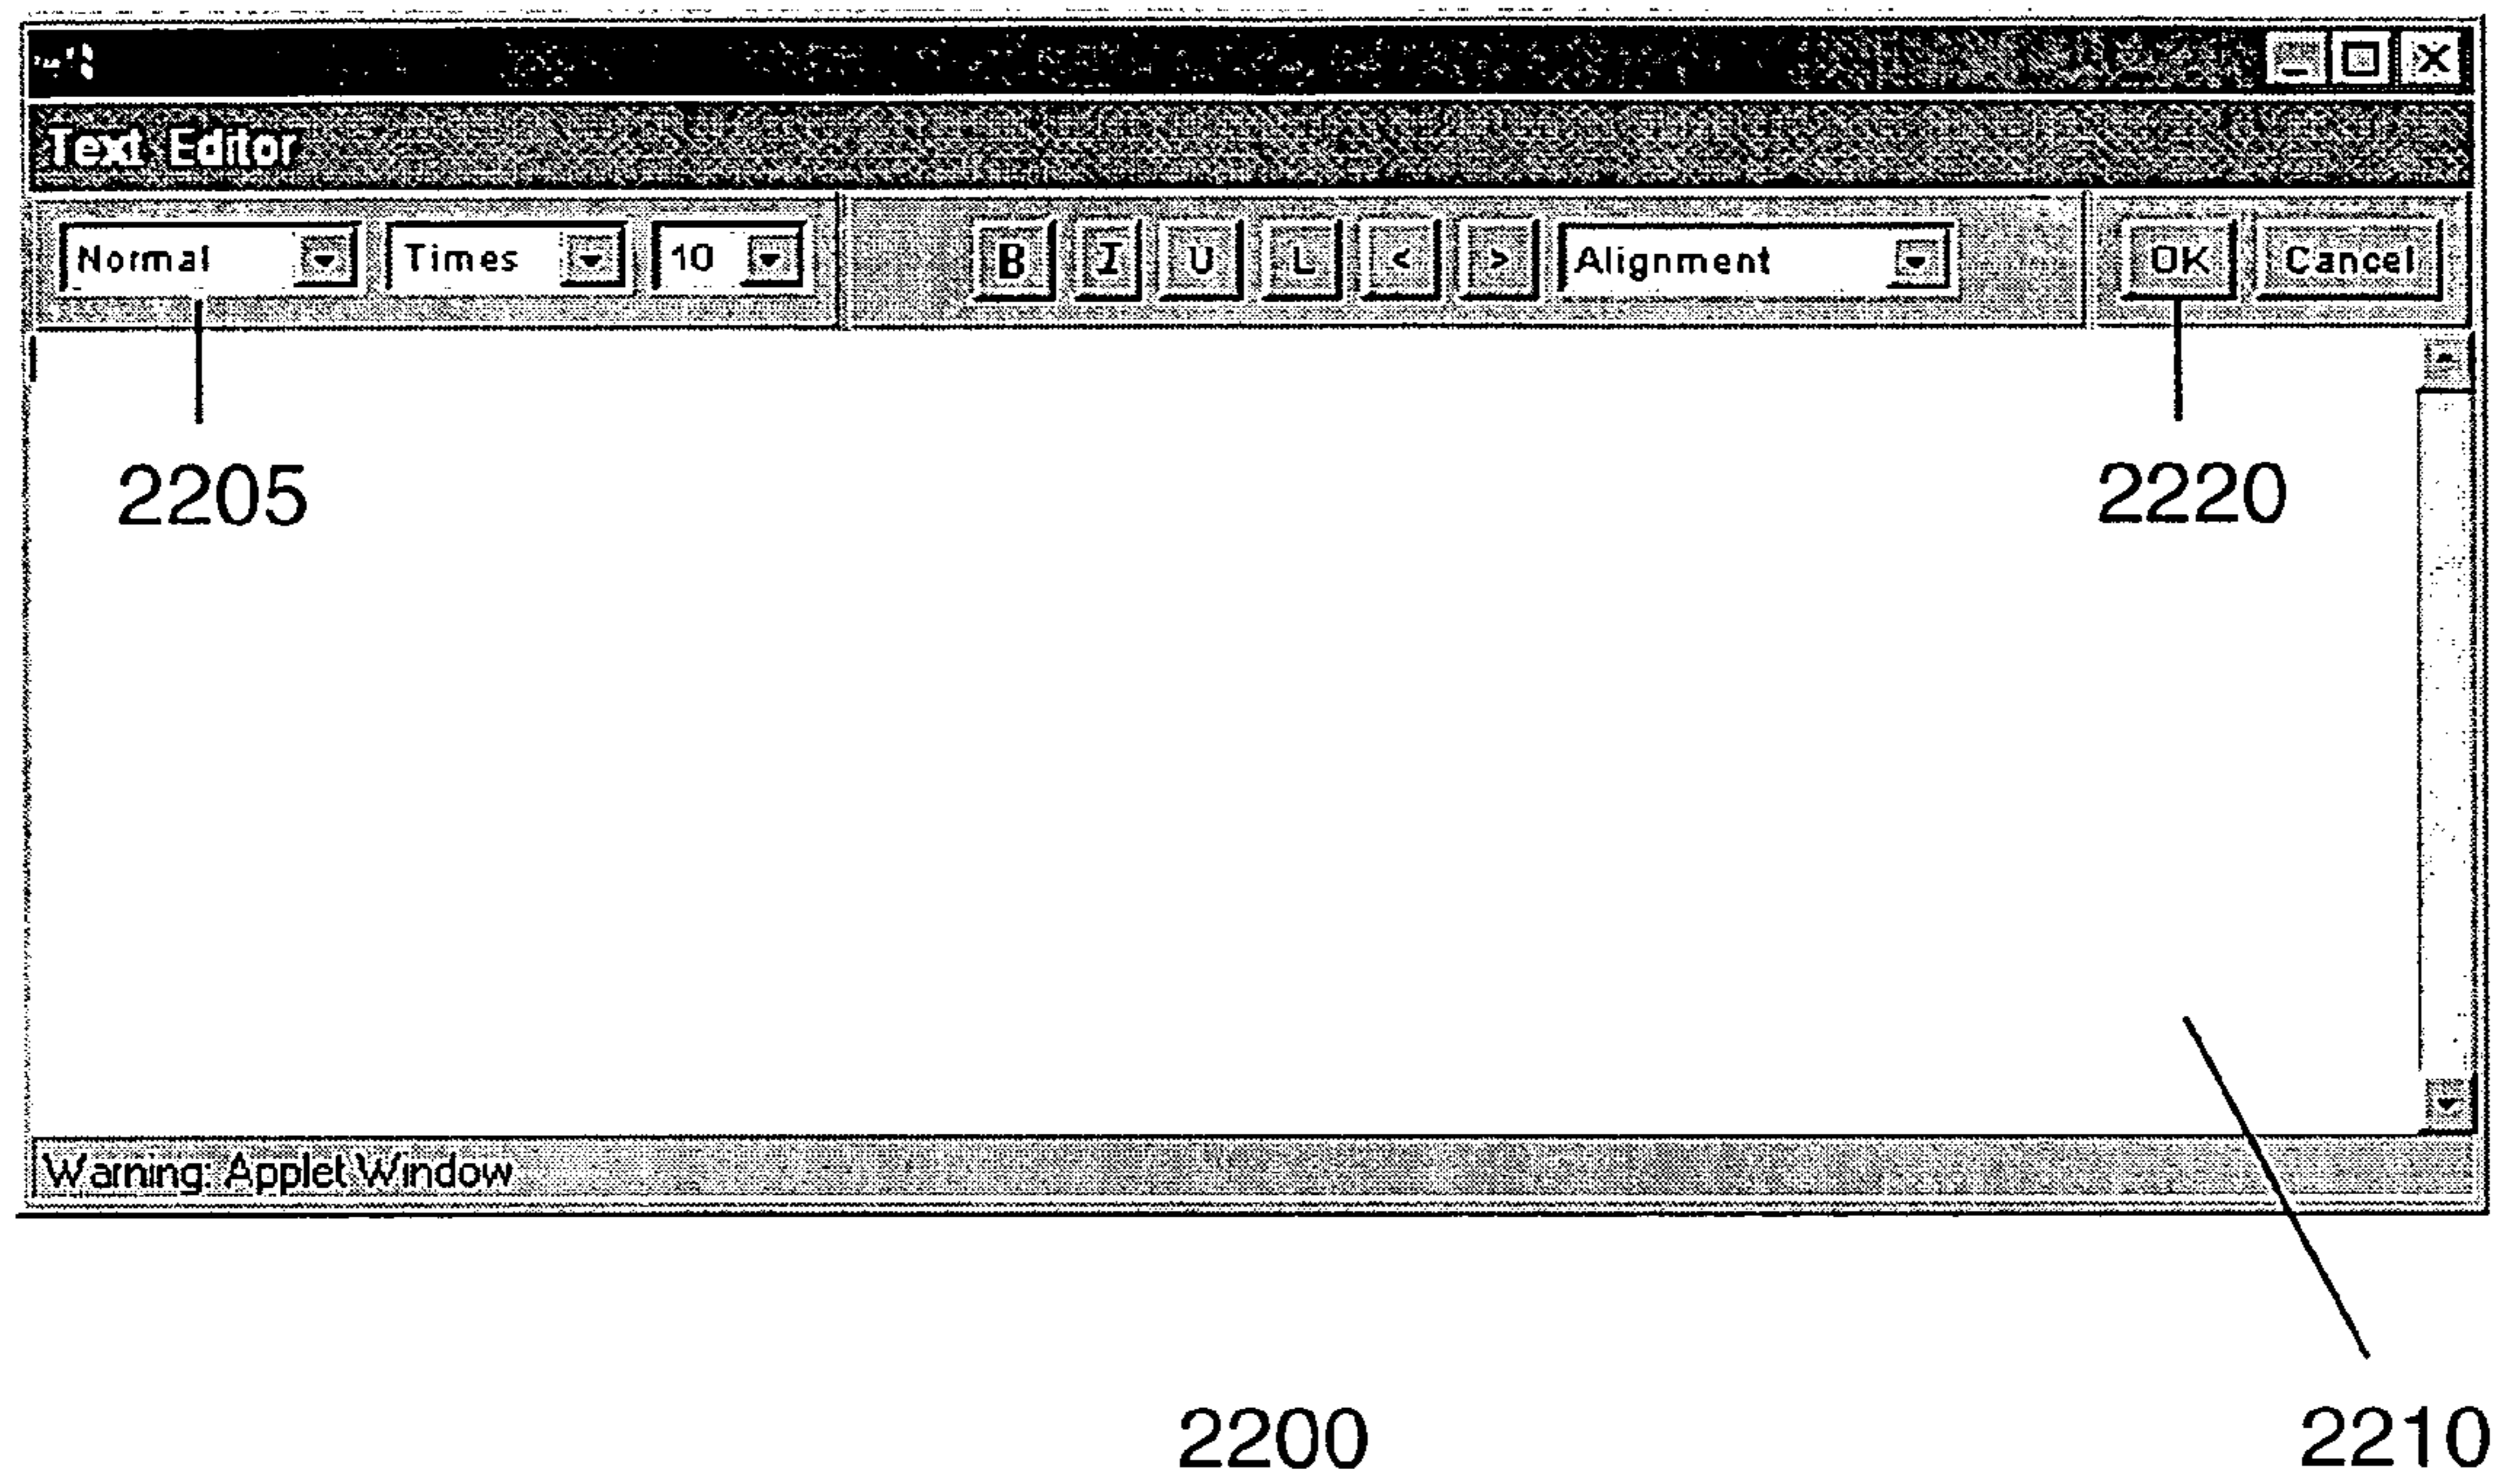 Text Editor
Normal Times 10 B I U L < > Alignment OK Cancel
2205 2220
Warning: Applet Window
2200 2210